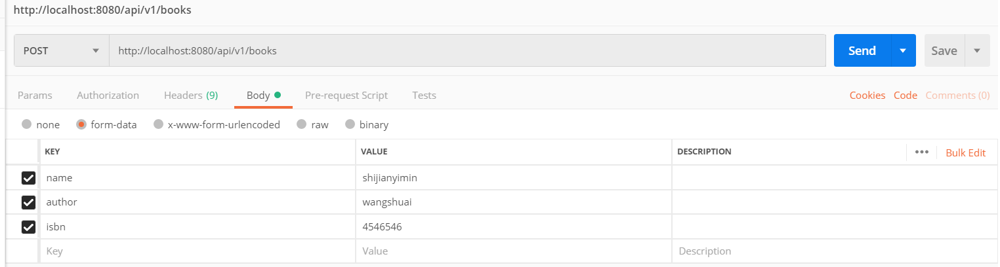 http://localhost:8080/api/v1/books
POST http://localhost:8080/api/v1/books Send Save
Params Authorization Headers (9) Body Pre-request Script Tests Cookies Code Comments (0)
none form-data x-www-form-urlencoded raw binary
KEY VALUE DESCRIPTION ••• Bulk Edit
name shijianyimin
author wangshuai
isbn 4546546
Key Value Description